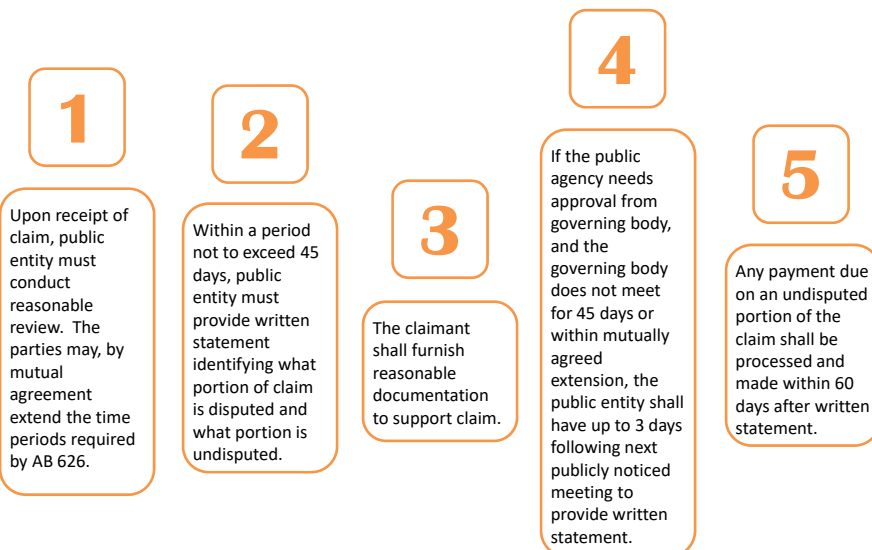 1
Upon receipt of
claim, public
entity must
conduct
reasonable
review.  The
parties may, by
mutual
agreement
extend the time
periods required
by AB 626.
2
Within a period
not to exceed 45
days, public
entity must
provide written
statement
identifying what
portion of claim
is disputed and
what portion is
undisputed.
3
The claimant
shall furnish
reasonable
documentation
to support claim.
4
If the public
agency needs
approval from
governing body,
and the
governing body
does not meet
for 45 days or
within mutually
agreed
extension, the
public entity shall
have up to 3 days
following next
publicly noticed
meeting to
provide written
statement.
5
Any payment due
on an undisputed
portion of the
claim shall be
processed and
made within 60
days after written
statement.